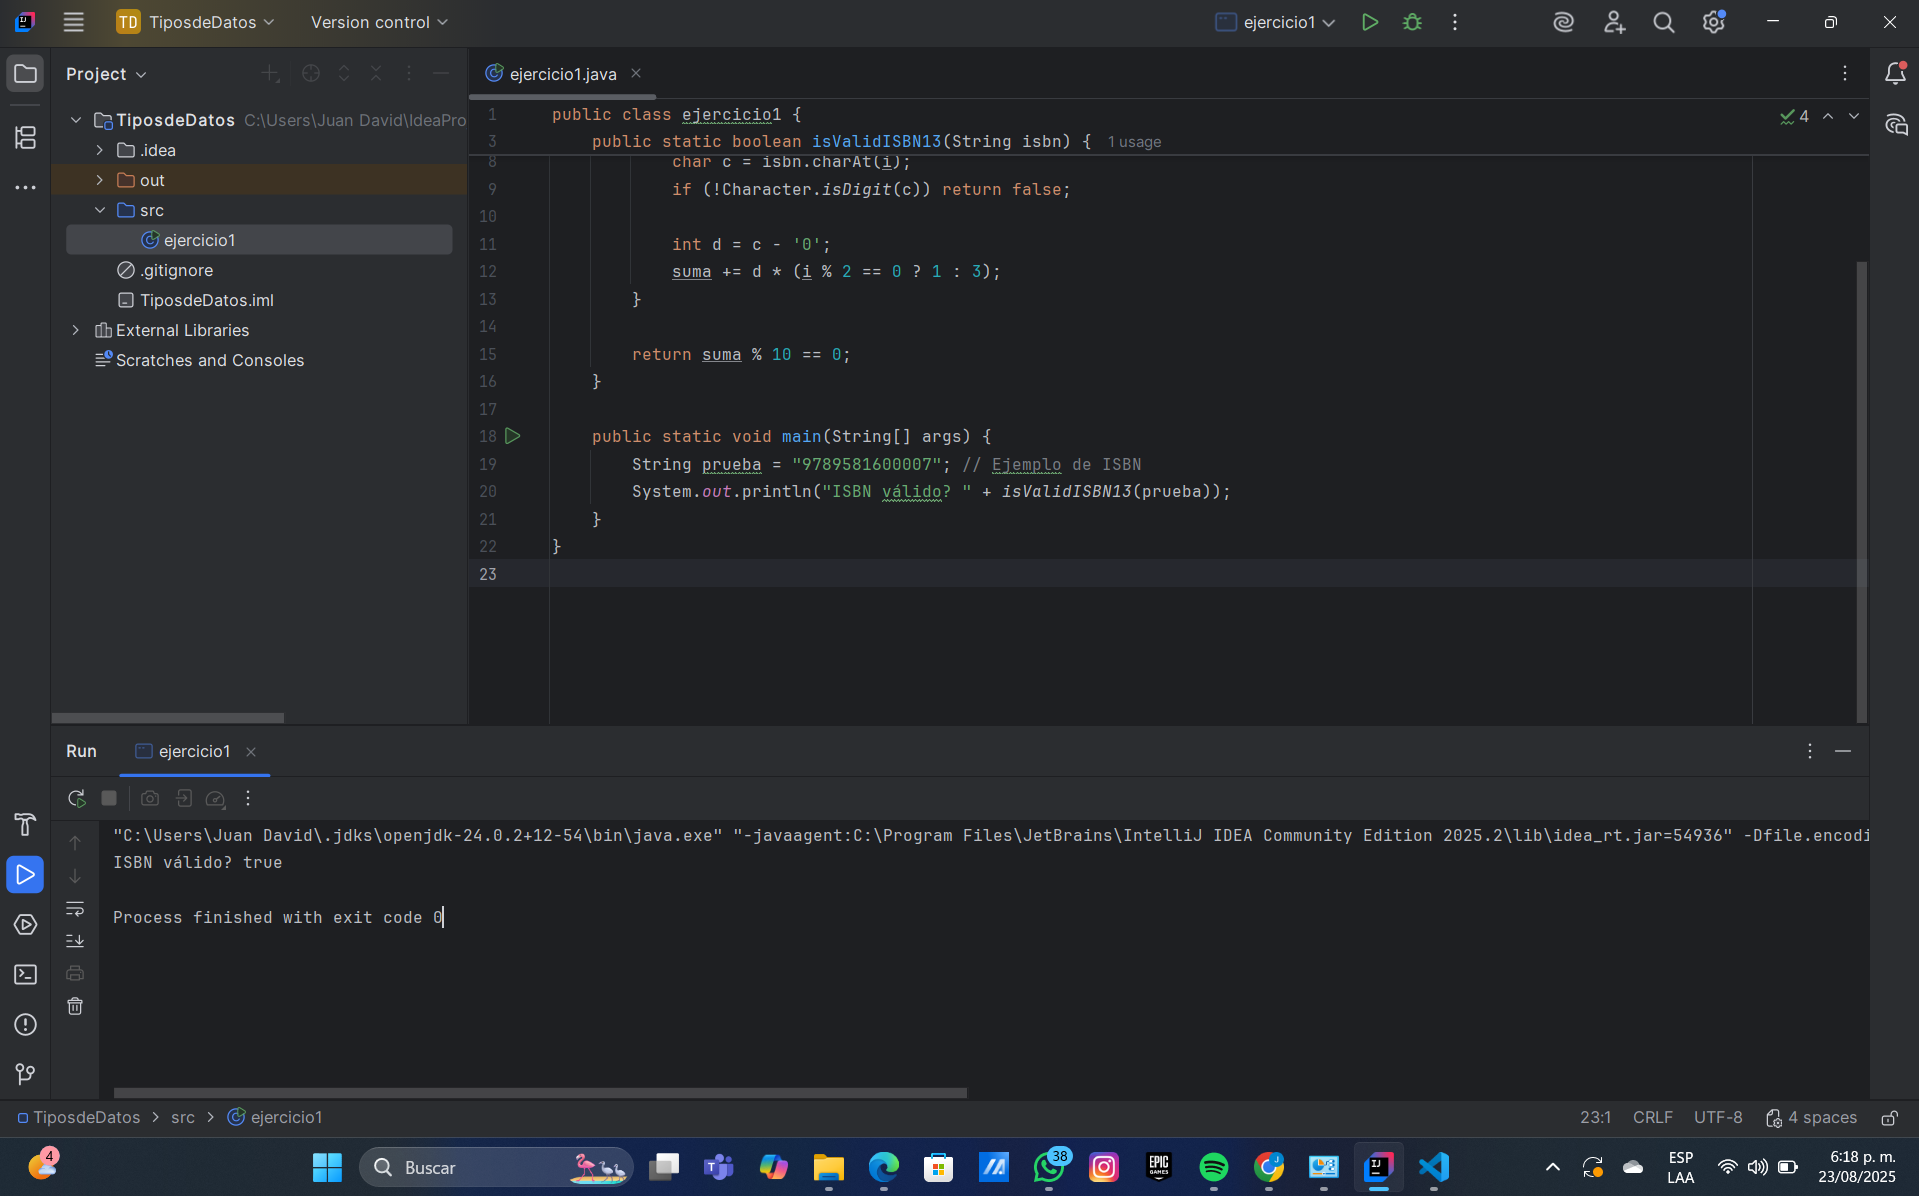 TD TiposdeDatos Version control ejercicio1
Project
ejercicio1.java
TiposdeDatos C:\Users\Juan David\IdeaPro
.idea
out
src
ejercicio1
.gitignore
TiposdeDatos.iml
External Libraries
Scratches and Consoles
1 public class ejercicio1 {
3 public static boolean isValidISBN13(String isbn) { 1 usage
8 char c = isbn.charAt(i);
9 if (!Character.isDigit(c)) return false;
10
11 int d = c - '0';
12 suma += d * (i % 2 == 0 ? 1 : 3);
13 }
14
15 return suma % 10 == 0;
16 }
17
18 public static void main(String[] args) {
19 String prueba = "9789581600007"; // Ejemplo de ISBN
20 System.out.println("ISBN válido? " + isValidISBN13(prueba));
21 }
22 }
23
4
Run ejercicio1
"C:\Users\Juan David\.jdks\openjdk-24.0.2+12-54\bin\java.exe" "-javaagent:C:\Program Files\JetBrains\IntelliJ IDEA Community Edition 2025.2\lib\idea_rt.jar=54936" -Dfile.encodi
ISBN válido? true
Process finished with exit code 0
TiposdeDatos > src > ejercicio1
23:1 CRLF UTF-8 4 spaces
4
Buscar
38
EPIC GAMES
ESP
LAA
6:18 p. m.
23/08/2025